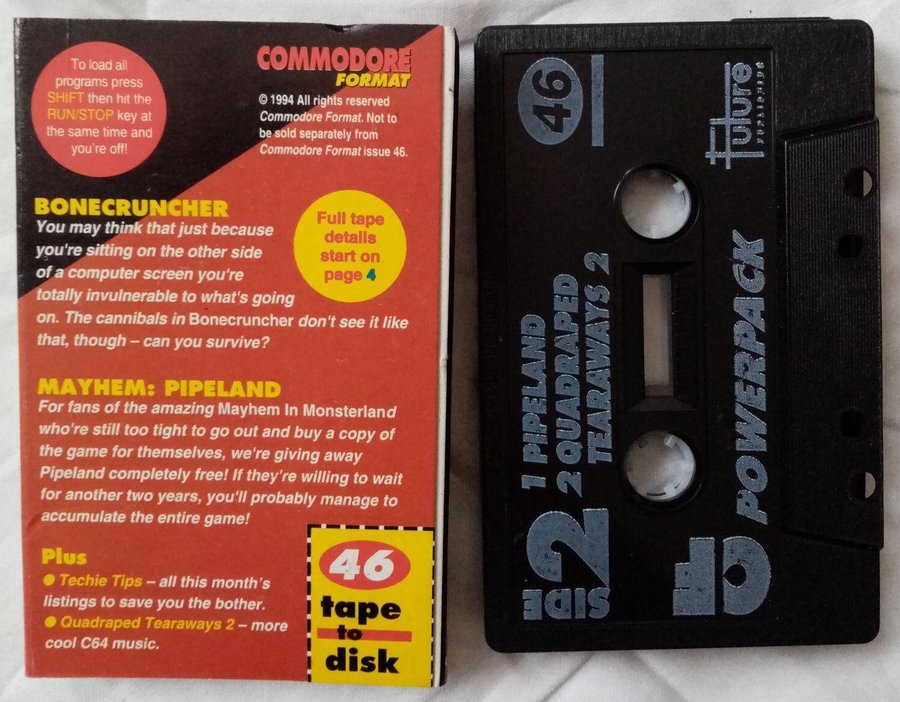 To load all
programs press
SHIFT then hit the
RUN/STOP key at
the same time and
you're off!
COMMODORE
FORMAT
© 1994 All rights reserved
Commodore Format. Not to
be sold separately from
Commodore Format issue 46.
BONECRUNCHER
You may think that just because
you're sitting on the other side
of a computer screen you're
totally invulnerable to what's going
on. The cannibals in Bonecruncher don't see it like
that, though – can you survive?
Full tape
details
start on
page 4
MAYHEM: PIPELAND
For fans of the amazing Mayhem In Monsterland
who're still too tight to go out and buy a copy of
the game for themselves, we're giving away
Pipeland completely free! If they're willing to wait
for another two years, you'll probably manage to
accumulate the entire game!
Plus
● Techie Tips – all this month's
listings to save you the bother.
● Quadraped Tearaways 2 – more
cool C64 music.
46
tape
to
disk
SIDE 2
1 PIPELAND
2 QUADRAPED
TEARAWAYS 2
46
CF POWERPACK
Future
PUBLISHING